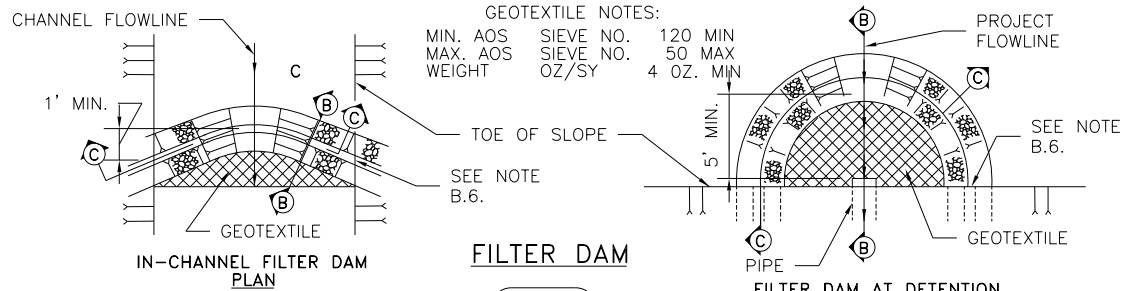 CHANNEL FLOWLINE
GEOTEXTILE NOTES:
MIN. AOS SIEVE NO. 120 MIN
MAX. AOS SIEVE NO. 50 MAX
WEIGHT OZ/SY 4 OZ. MIN
C
1' MIN.
B
C
C
B
TOE OF SLOPE
SEE NOTE
B.6.
GEOTEXTILE
IN-CHANNEL FILTER DAM
PLAN
FILTER DAM
B
PROJECT
FLOWLINE
C
5' MIN.
SEE NOTE
B.6.
C
B
GEOTEXTILE
PIPE
FILTER DAM AT DETENTION